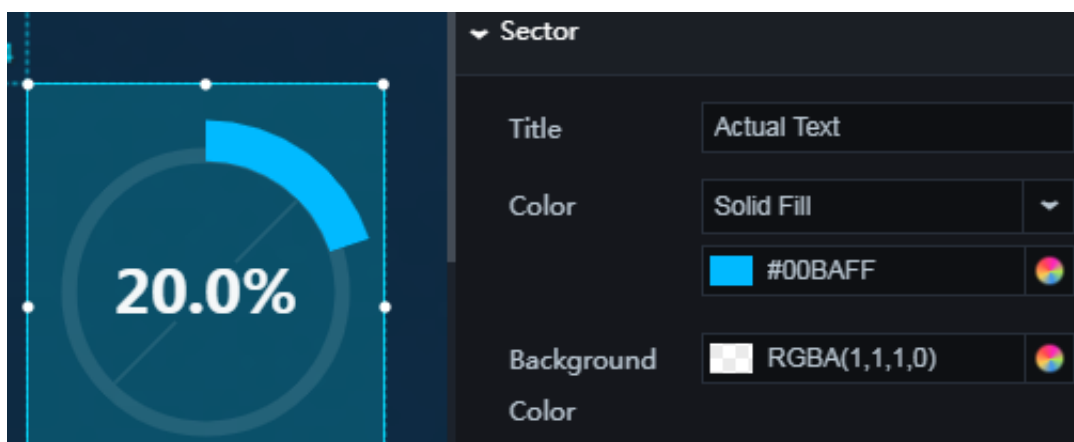 Sector
Title
Actual Text
Color
Solid Fill
#00BAFF
20.0%
Background
Color
RGBA(1,1,1,0)